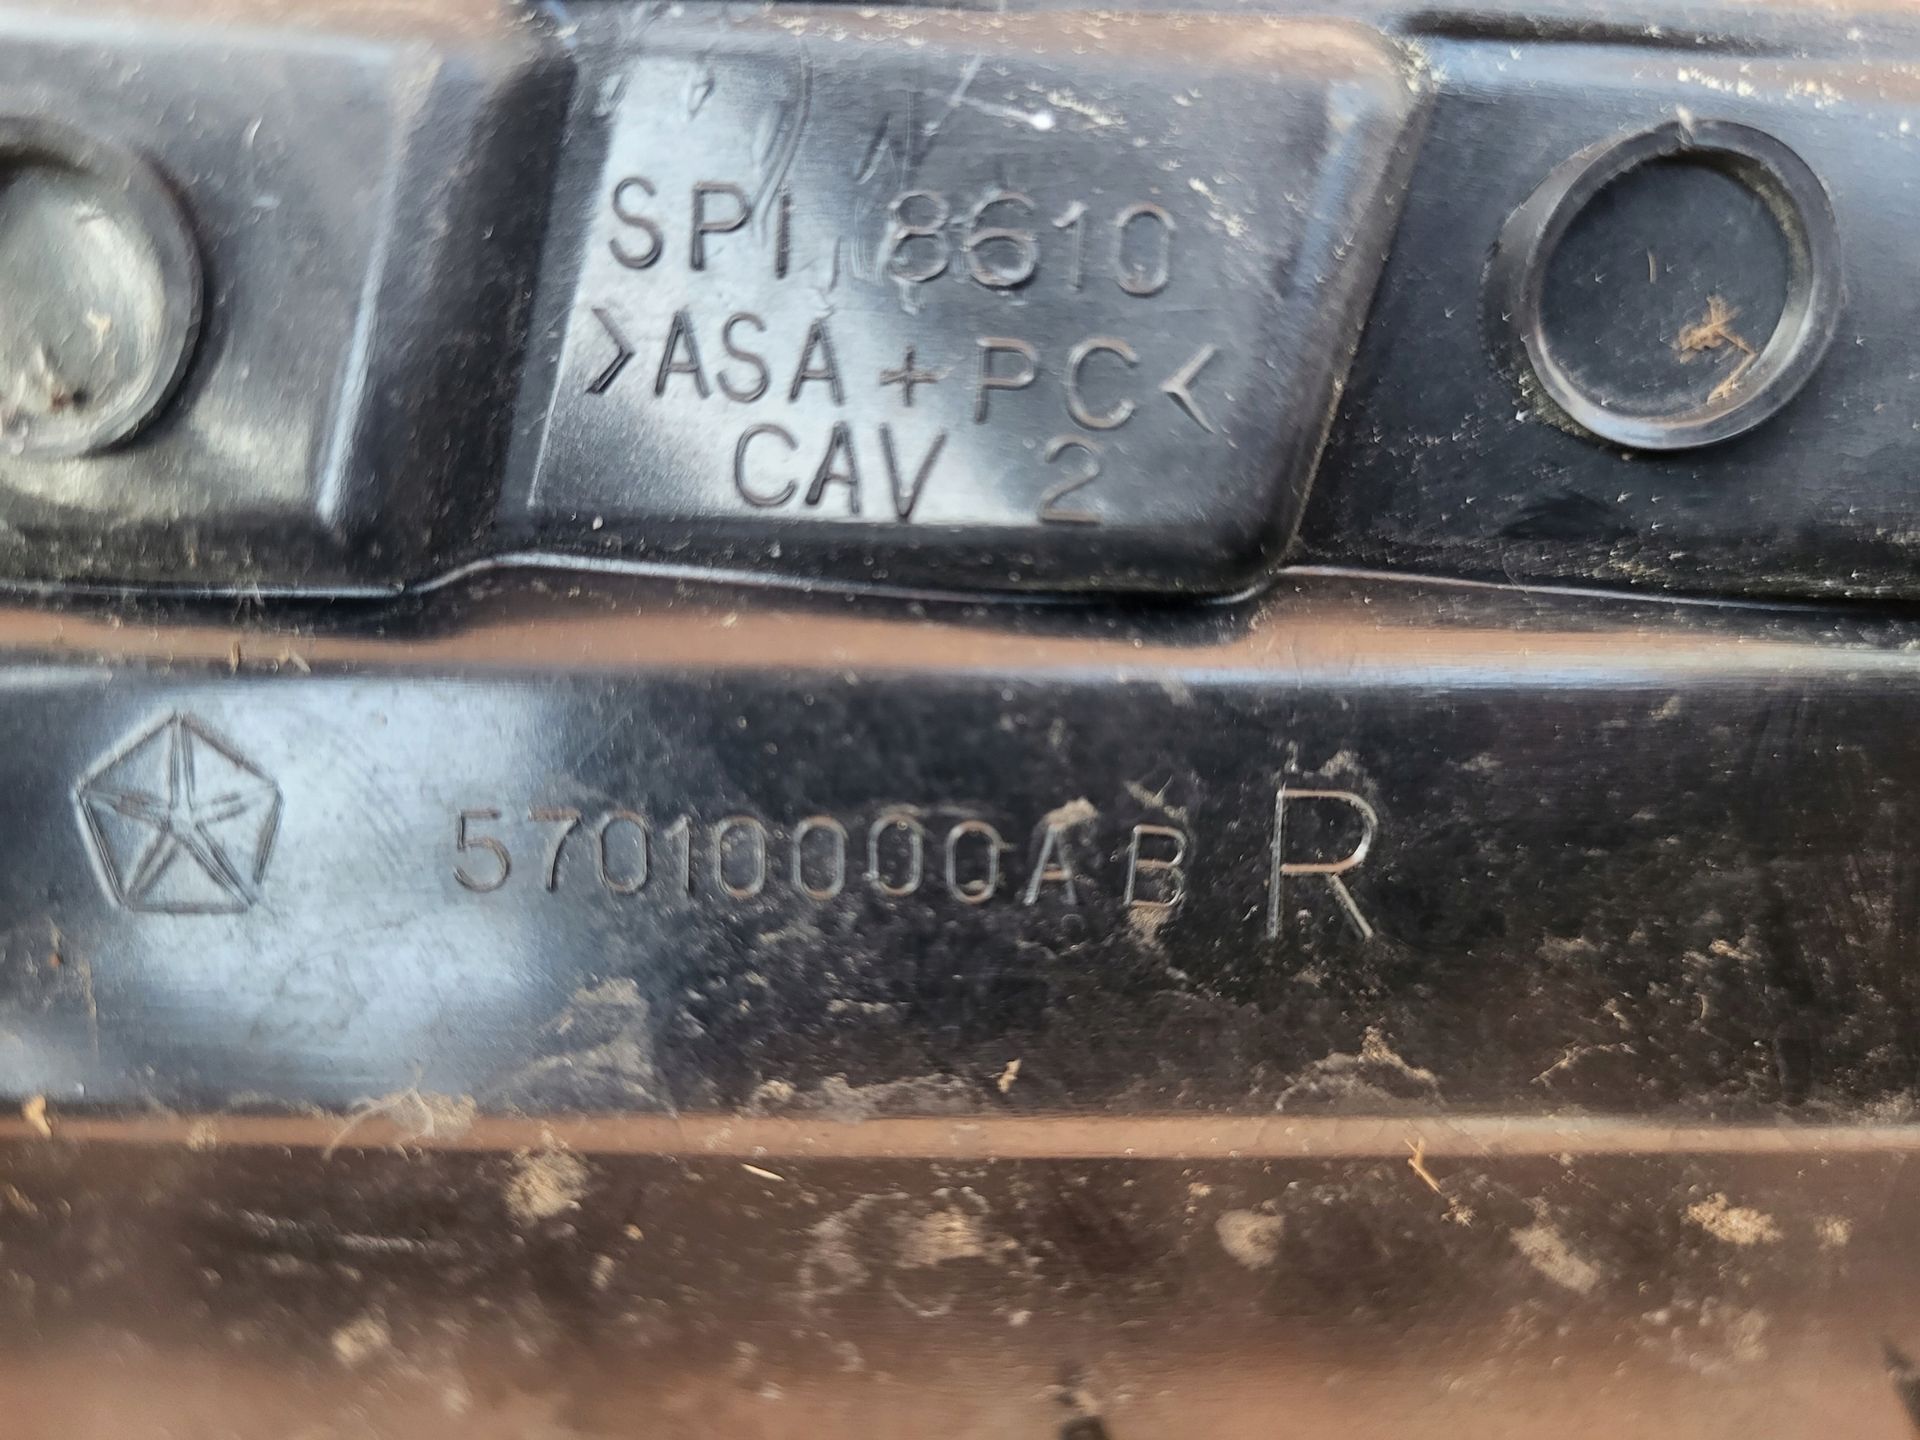 SPI 8610
>ASA + PC<
CAV 2
57010000AB R